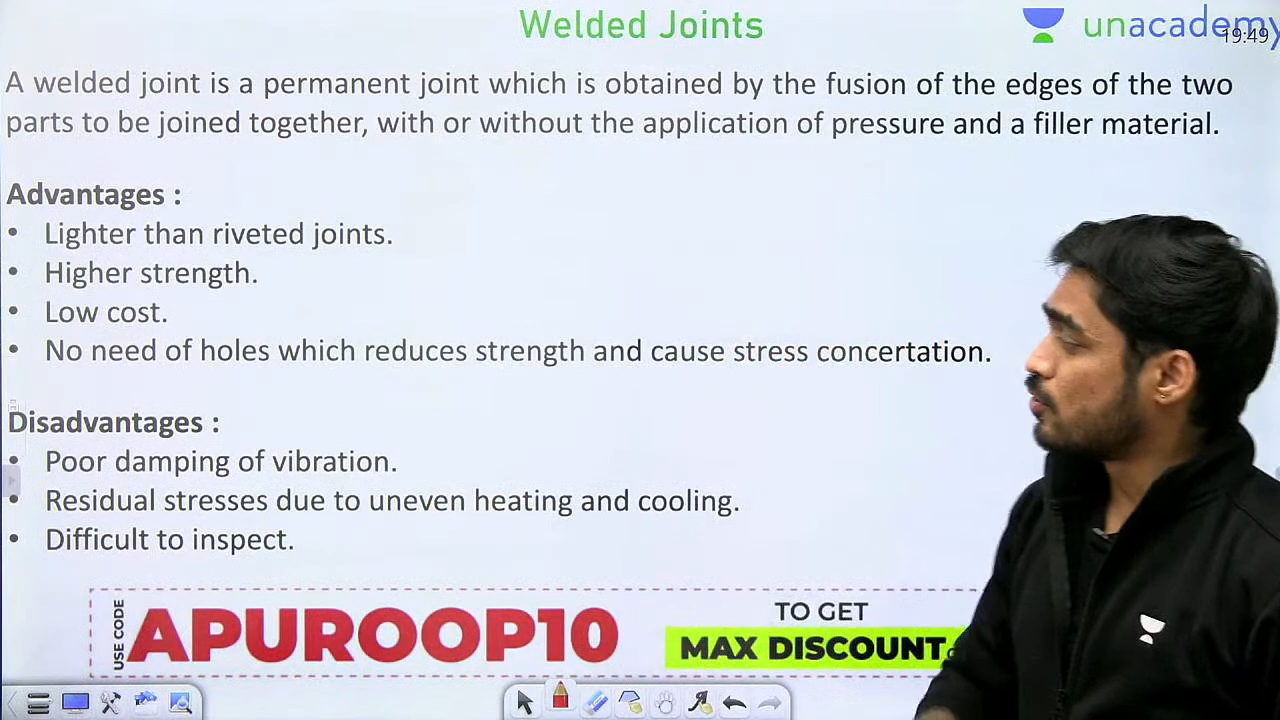 Welded Joints
unacademy
19:49
A welded joint is a permanent joint which is obtained by the fusion of the edges of the two
parts to be joined together, with or without the application of pressure and a filler material.
Advantages :
• Lighter than riveted joints.
• Higher strength.
• Low cost.
• No need of holes which reduces strength and cause stress concertation.
Disadvantages :
• Poor damping of vibration.
• Residual stresses due to uneven heating and cooling.
• Difficult to inspect.
USE CODE
APUROOP10
TO GET
MAX DISCOUNT